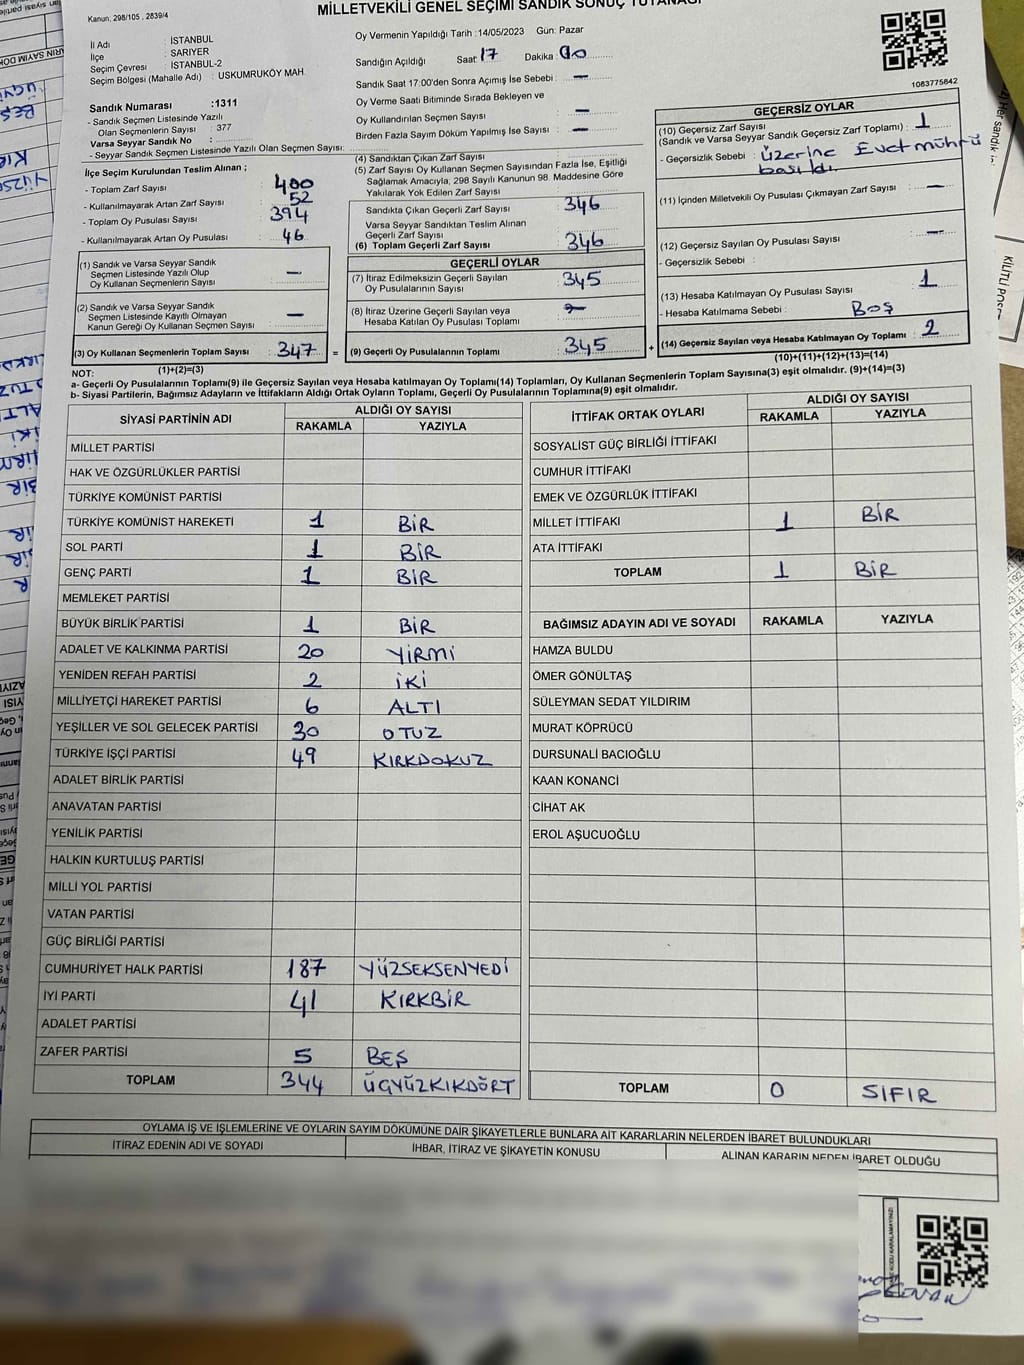 MİLLETVEKİLİ GENEL SEÇİMİ SANDIK SONUÇ TUTANAĞI
Kanun, 298/105 , 2839/4
İl Adı : İSTANBUL
İlçe : SARIYER
Seçim Çevresi : İSTANBUL-2
Seçim Bölgesi (Mahalle Adı) : USKUMRUKÖY MAH.
Sandık Numarası :1311
- Sandık Seçmen Listesinde Yazılı
Olan Seçmenlerin Sayısı : 377
Varsa Seyyar Sandık No :
- Seyyar Sandık Seçmen Listesinde Yazılı Olan Seçmen Sayısı:
İlçe Seçim Kurulundan Teslim Alınan ;
- Toplam Zarf Sayısı : 400
- Kullanılmayarak Artan Zarf Sayısı : 52
- Toplam Oy Pusulası Sayısı : 394
- Kullanılmayarak Artan Oy Pusulası : 46
(1) Sandık ve Varsa Seyyar Sandık
Seçmen Listesinde Yazılı Olup
Oy Kullanan Seçmenlerin Sayısı : —
(2) Sandık ve Varsa Seyyar Sandık
Seçmen Listesinde Kayıtlı Olmayan
Kanun Gereği Oy Kullanan Seçmen Sayısı : —
(3) Oy Kullanan Seçmenlerin Toplam Sayısı : 347
(1)+(2)=(3)
Oy Vermenin Yapıldığı Tarih :14/05/2023 Gün: Pazar
Sandığın Açıldığı Saat: 17 Dakika: 00
Sandık Saat 17:00'den Sonra Açımış İse Sebebi : —
Oy Verme Saati Bitiminde Sırada Bekleyen ve
Oy Kullandırılan Seçmen Sayısı : —
Birden Fazla Sayım Döküm Yapılmış İse Sayısı : —
(4) Sandıktan Çıkan Zarf Sayısı :
(5) Zarf Sayısı Oy Kullanan Seçmen Sayısından Fazla İse, Eşitliği
Sağlamak Amacıyla, 298 Sayılı Kanunun 98. Maddesine Göre
Yakılarak Yok Edilen Zarf Sayısı :
Sandıkta Çıkan Geçerli Zarf Sayısı : 346
Varsa Seyyar Sandıktan Teslim Alınan
Geçerli Zarf Sayısı :
(6) Toplam Geçerli Zarf Sayısı : 346
GEÇERLİ OYLAR
(7) İtiraz Edilmeksizin Geçerli Sayılan
Oy Pusulalarının Sayısı : 345
(8) İtiraz Üzerine Geçerli Sayılan veya
Hesaba Katılan Oy Pusulası Toplamı : —
= (9) Geçerli Oy Pusulalarının Toplamı : 345
1083775842
GEÇERSİZ OYLAR
(10) Geçersiz Zarf Sayısı
(Sandık ve Varsa Seyyar Sandık Geçersiz Zarf Toplamı) : 1
- Geçersizlik Sebebi : Üzerine Evet mührü
basıldı.
(11) İçinden Milletvekili Oy Pusulası Çıkmayan Zarf Sayısı : —
(12) Geçersiz Sayılan Oy Pusulası Sayısı : —
- Geçersizlik Sebebi :
(13) Hesaba Katılmayan Oy Pusulası Sayısı : 1
- Hesaba Katılmama Sebebi : Boş
+ (14) Geçersiz Sayılan veya Hesaba Katılmayan Oy Toplamı : 2
(10)+(11)+(12)+(13)=(14)
NOT:
a- Geçerli Oy Pusulalarının Toplamı(9) ile Geçersiz Sayılan veya Hesaba katılmayan Oy Toplamı(14) Toplamları, Oy Kullanan Seçmenlerin Toplam Sayısına(3) eşit olmalıdır. (9)+(14)=(3)
b- Siyasi Partilerin, Bağımsız Adayların ve İttifakların Aldığı Ortak Oyların Toplamı, Geçerli Oy Pusulalarının Toplamına(9) eşit olmalıdır.
SİYASİ PARTİNİN ADI ALDIĞI OY SAYISI
RAKAMLA YAZIYLA
MİLLET PARTİSİ
HAK VE ÖZGÜRLÜKLER PARTİSİ
TÜRKİYE KOMÜNİST PARTİSİ
TÜRKİYE KOMÜNİST HAREKETİ 1 BİR
SOL PARTİ 1 BİR
GENÇ PARTİ 1 BİR
MEMLEKET PARTİSİ
BÜYÜK BİRLİK PARTİSİ 1 BİR
ADALET VE KALKINMA PARTİSİ 20 YİRMİ
YENİDEN REFAH PARTİSİ 2 İKİ
MİLLİYETÇİ HAREKET PARTİSİ 6 ALTI
YEŞİLLER VE SOL GELECEK PARTİSİ 30 OTUZ
TÜRKİYE İŞÇİ PARTİSİ 49 KIRKDOKUZ
ADALET BİRLİK PARTİSİ
ANAVATAN PARTİSİ
YENİLİK PARTİSİ
HALKIN KURTULUŞ PARTİSİ
MİLLİ YOL PARTİSİ
VATAN PARTİSİ
GÜÇ BİRLİĞİ PARTİSİ
CUMHURİYET HALK PARTİSİ 187 YÜZSEKSENYEDİ
İYİ PARTİ 41 KIRKBİR
ADALET PARTİSİ
ZAFER PARTİSİ 5 BEŞ
TOPLAM 344 ÜÇYÜZKIKDÖRT
İTTİFAK ORTAK OYLARI ALDIĞI OY SAYISI
RAKAMLA YAZIYLA
SOSYALİST GÜÇ BİRLİĞİ İTTİFAKI
CUMHUR İTTİFAKI
EMEK VE ÖZGÜRLÜK İTTİFAKI
MİLLET İTTİFAKI 1 BİR
ATA İTTİFAKI
TOPLAM 1 BİR
BAĞIMSIZ ADAYIN ADI VE SOYADI RAKAMLA YAZIYLA
HAMZA BULDU
ÖMER GÖNÜLTAŞ
SÜLEYMAN SEDAT YILDIRIM
MURAT KÖPRÜCÜ
DURSUNALİ BACIOĞLU
KAAN KONANCİ
CİHAT AK
EROL AŞUCUOĞLU
TOPLAM 0 SIFIR
OYLAMA İŞ VE İŞLEMLERİNE VE OYLARIN SAYIM DÖKÜMÜNE DAİR ŞİKAYETLERLE BUNLARA AİT KARARLARIN NELERDEN İBARET BULUNDUKLARI
İTİRAZ EDENİN ADI VE SOYADI İHBAR, İTİRAZ VE ŞİKAYETİN KONUSU ALINAN KARARIN NEDEN İBARET OLDUĞU